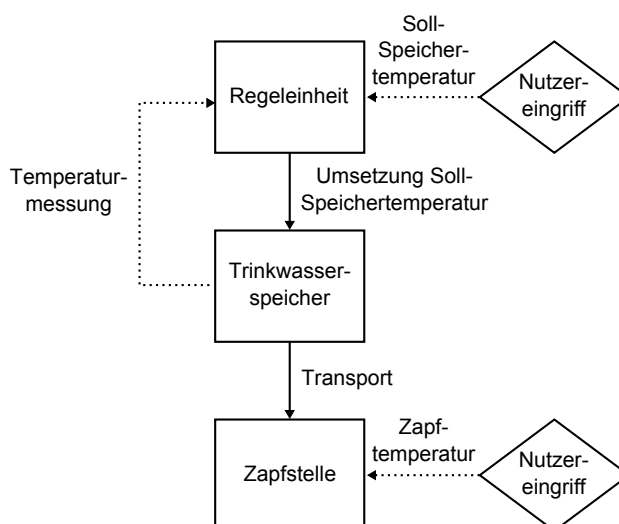 Soll-
Speicher-
temperatur
Regeleinheit
Nutzer-
eingriff
Temperatur-
messung
Umsetzung Soll-
Speichertemperatur
Trinkwasser-
speicher
Transport
Zapf-
temperatur
Zapfstelle
Nutzer-
eingriff